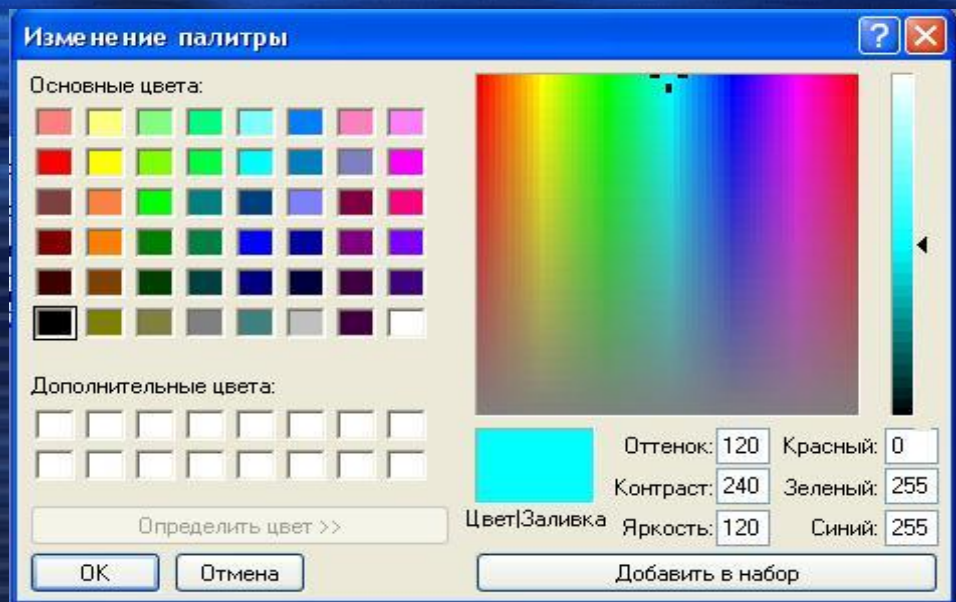 Изменение палитры
Основные цвета:
Дополнительные цвета:
Определить цвет >>
OK
Отмена
Цвет|Заливка
Оттенок: 120
Контраст: 240
Яркость: 120
Красный: 0
Зеленый: 255
Синий: 255
Добавить в набор